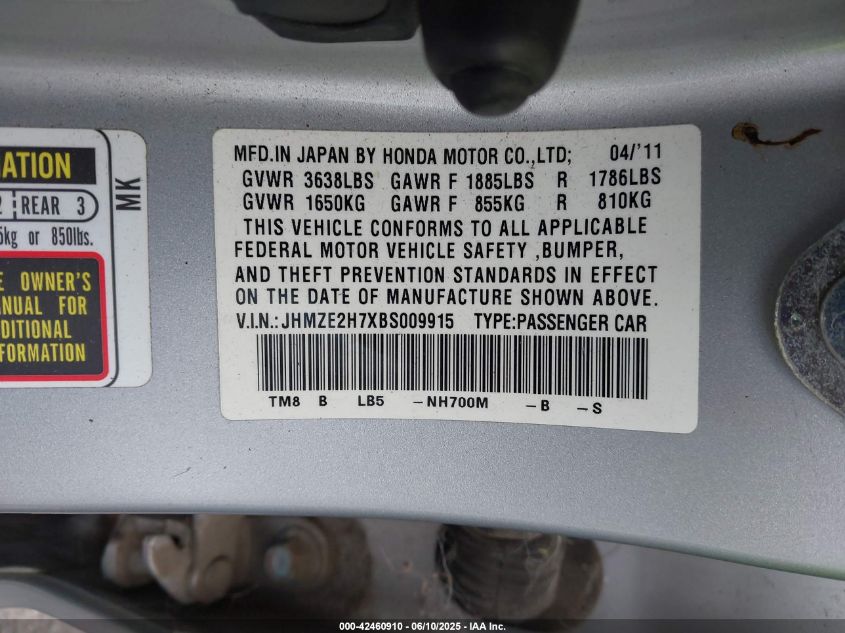 ATION
2 REAR 3
5kg or 850lbs.
E OWNER'S
ANUAL FOR
DITIONAL
FORMATION
MK
MFD.IN JAPAN BY HONDA MOTOR CO.,LTD; 04/'11
GVWR 3638LBS GAWR F 1885LBS R 1786LBS
GVWR 1650KG GAWR F 855KG R 810KG
THIS VEHICLE CONFORMS TO ALL APPLICABLE
FEDERAL MOTOR VEHICLE SAFETY ,BUMPER,
AND THEFT PREVENTION STANDARDS IN EFFECT
ON THE DATE OF MANUFACTURE SHOWN ABOVE.
V.I.N.: JHMZE2H7XBS009915 TYPE:PASSENGER CAR
TM8 B LB5 -NH700M -B -S
000-42460910 - 06/10/2025 - IAA Inc.